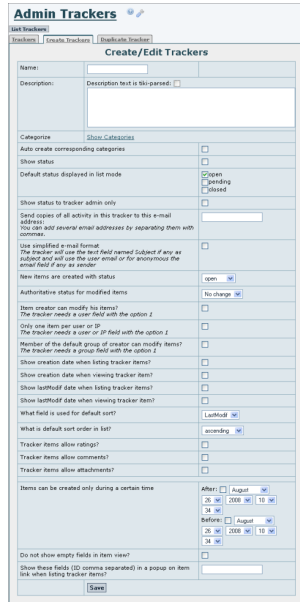 Admin Trackers
List Trackers
Trackers Create Trackers Duplicate Tracker
Create/Edit Trackers
Name:
Description: Description text is tiki-parsed:
Categorize Show Categories
Auto create corresponding categories
Show status
Default status displayed in list mode
open
pending
closed
Show status to tracker admin only
Send copies of all activity in this tracker to this e-mail
address:
You can add several email addresses by separating them with
commas.
Use simplified e-mail format
The tracker will use the text field named Subject if any as
subject and will use the user email or for anonymous the
email field if any as sender
New items are created with status open
Authoritative status for modified items No change
Item creator can modify his items?
The tracker needs a user field with the option 1
Only one item per user or IP
The tracker needs a user or IP field with the option 1
Member of the default group of creator can modify items?
The tracker needs a group field with the option 1
Show creation date when listing tracker items?
Show creation date when viewing tracker item?
Show lastModif date when listing tracker items?
Show lastModif date when viewing tracker item?
What field is used for default sort? LastModif
What is default sort order in list? ascending
Tracker items allow ratings?
Tracker items allow comments?
Tracker items allow attachments?
Items can be created only during a certain time
After: August
26 2008 10
34
Before: August
26 2008 10
34
Do not show empty fields in item view?
Show these fields (ID comma separated) in a popup on item
link when listing tracker items?
Save